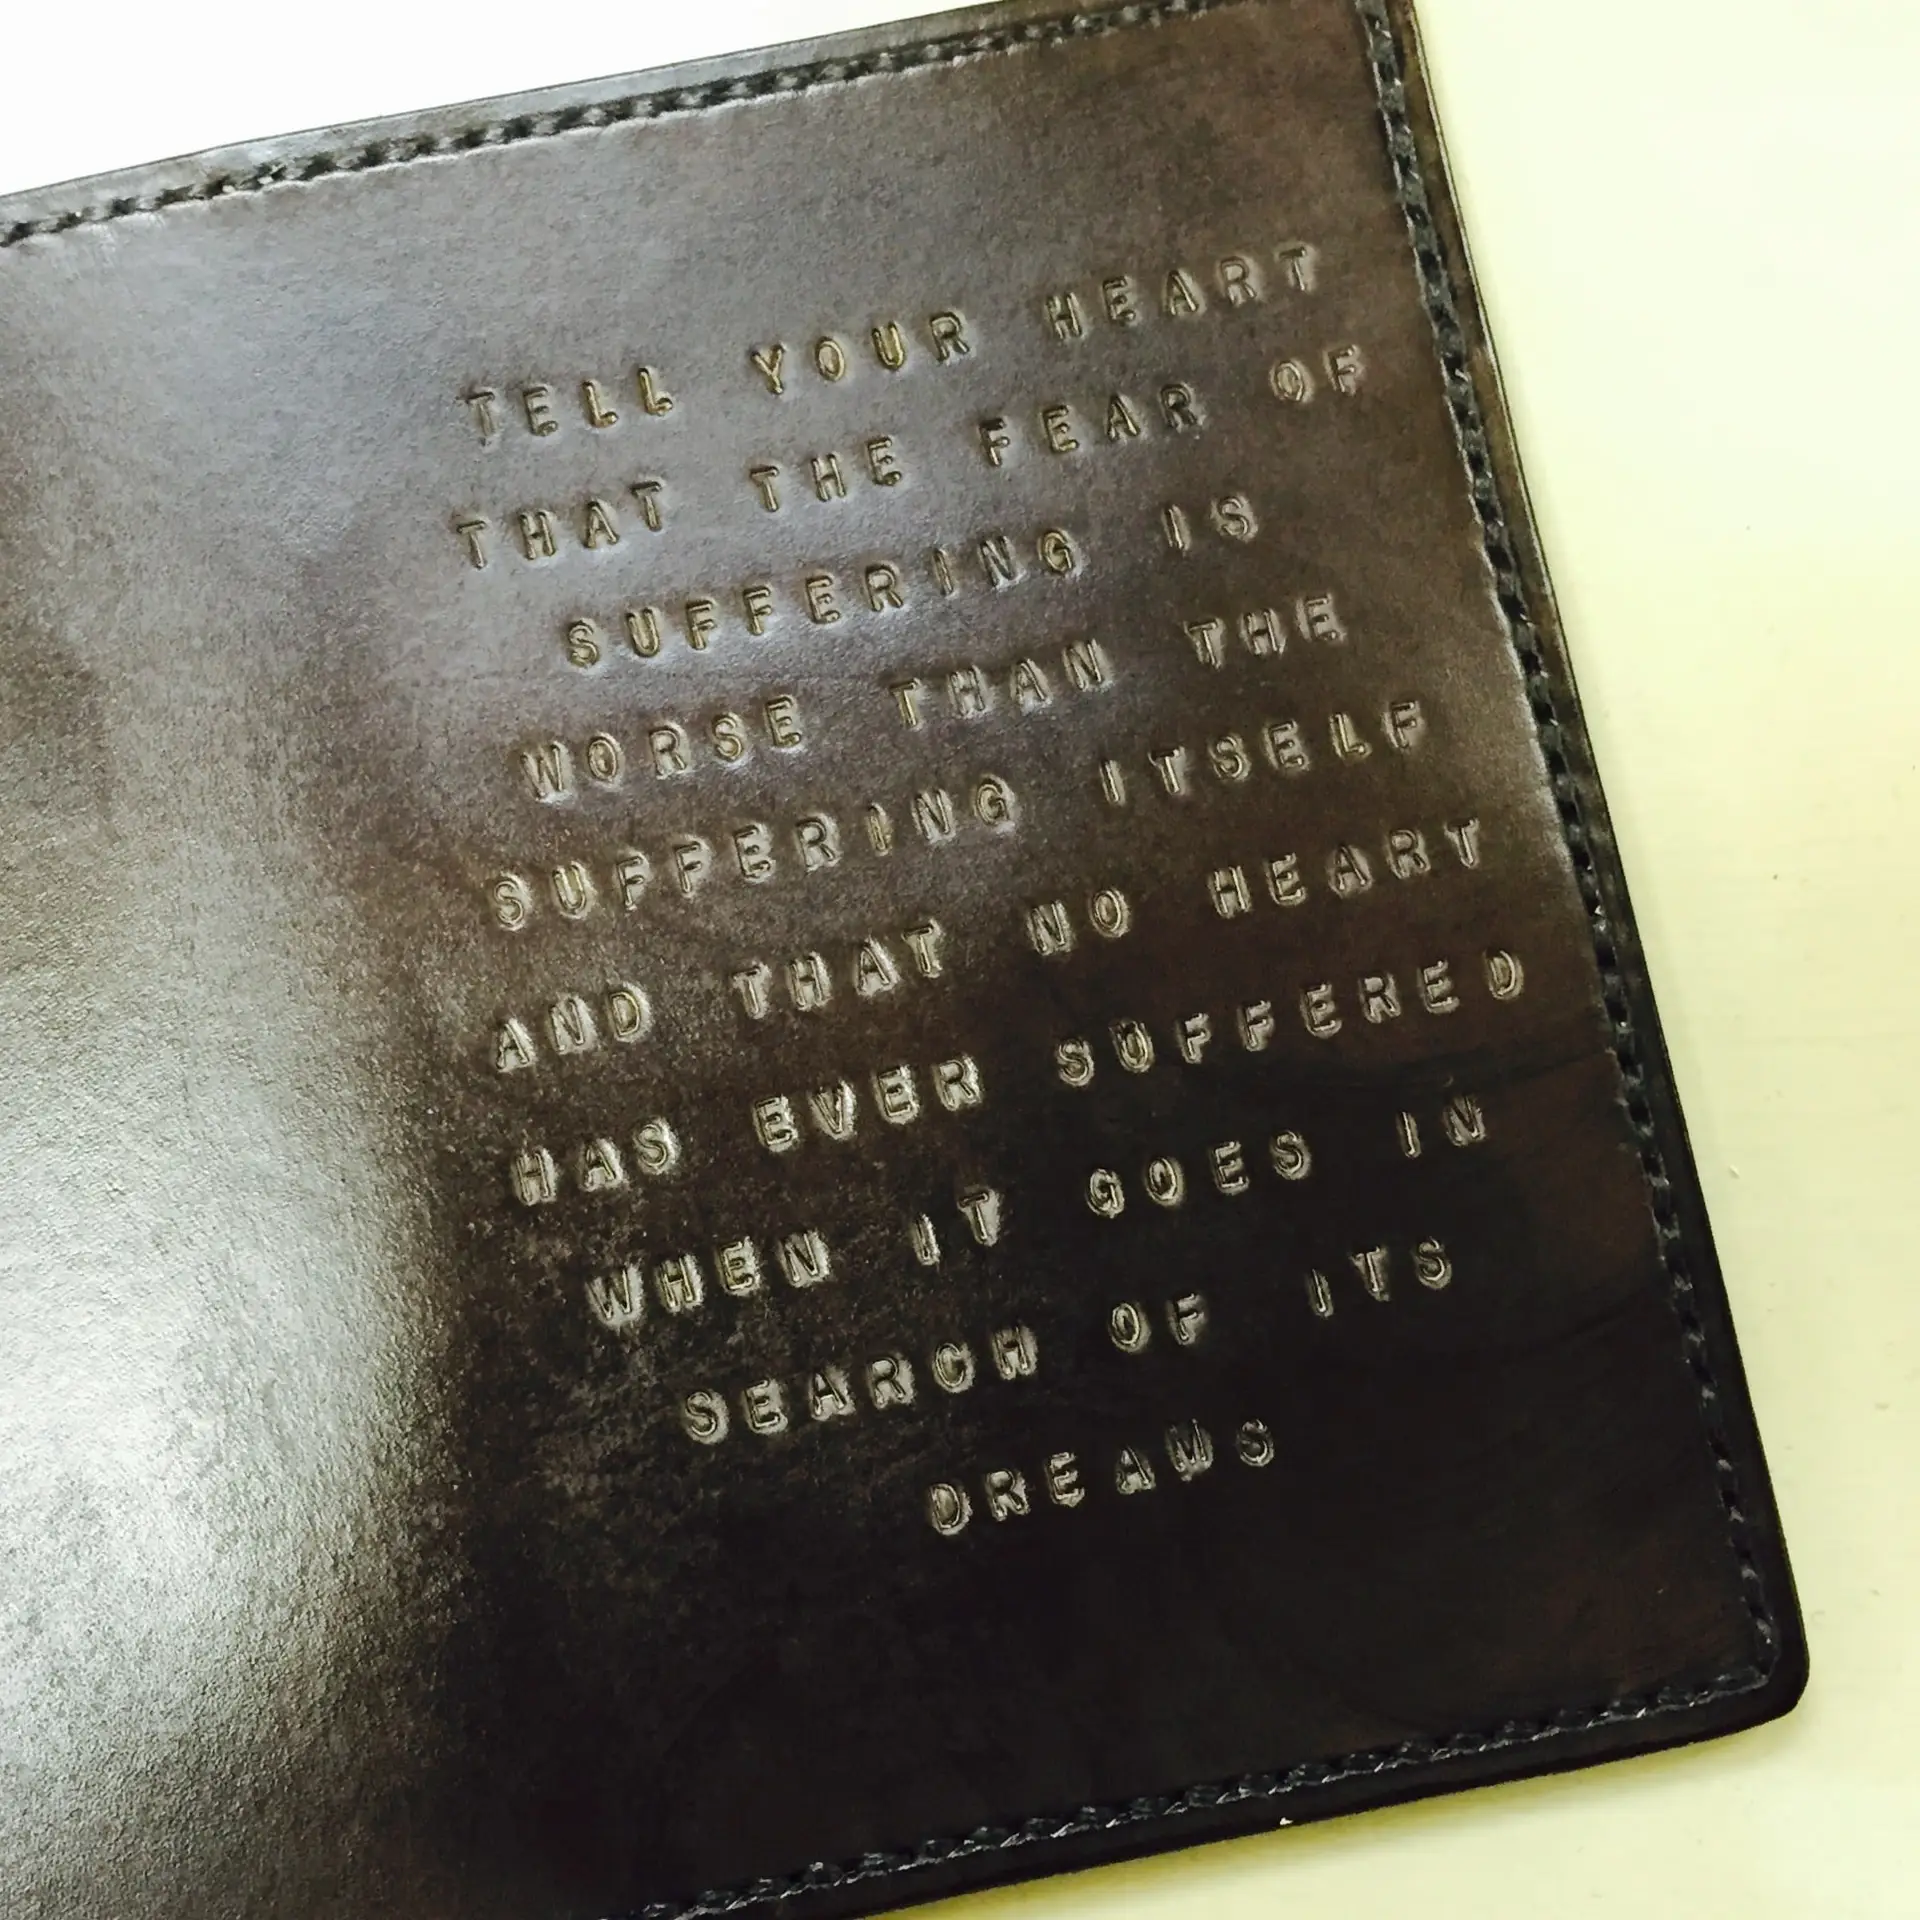 TELL YOUR HEART
THAT THE FEAR OF
SUFFERING IS
WORSE THAN THE
SUFFERING ITSELF
AND THAT NO HEART
HAS EVER SUFFERED
WHEN IT GOES IN
SEARCH OF ITS
DREAMS